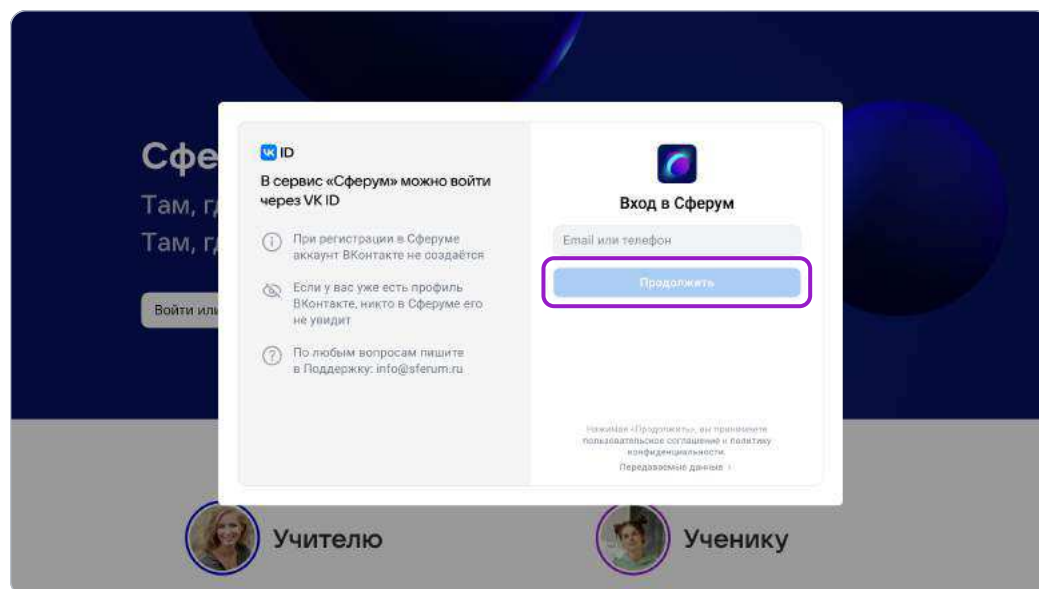 Сфе
Там, г
Там, г
Войти или
VK ID
В сервис «Сферум» можно войти
через VK ID
При регистрации в Сферуме
аккаунт ВКонтакте не создаётся
Если у вас уже есть профиль
ВКонтакте, никто в Сферуме его
не увидит
По любым вопросам пишите
в Поддержку: info@sferum.ru
Вход в Сферум
Email или телефон
Продолжить
Нажимая «Продолжить», вы принимаете
пользовательское соглашение и политику
конфиденциальности.
Передаваемые данные
Учителю
Ученику